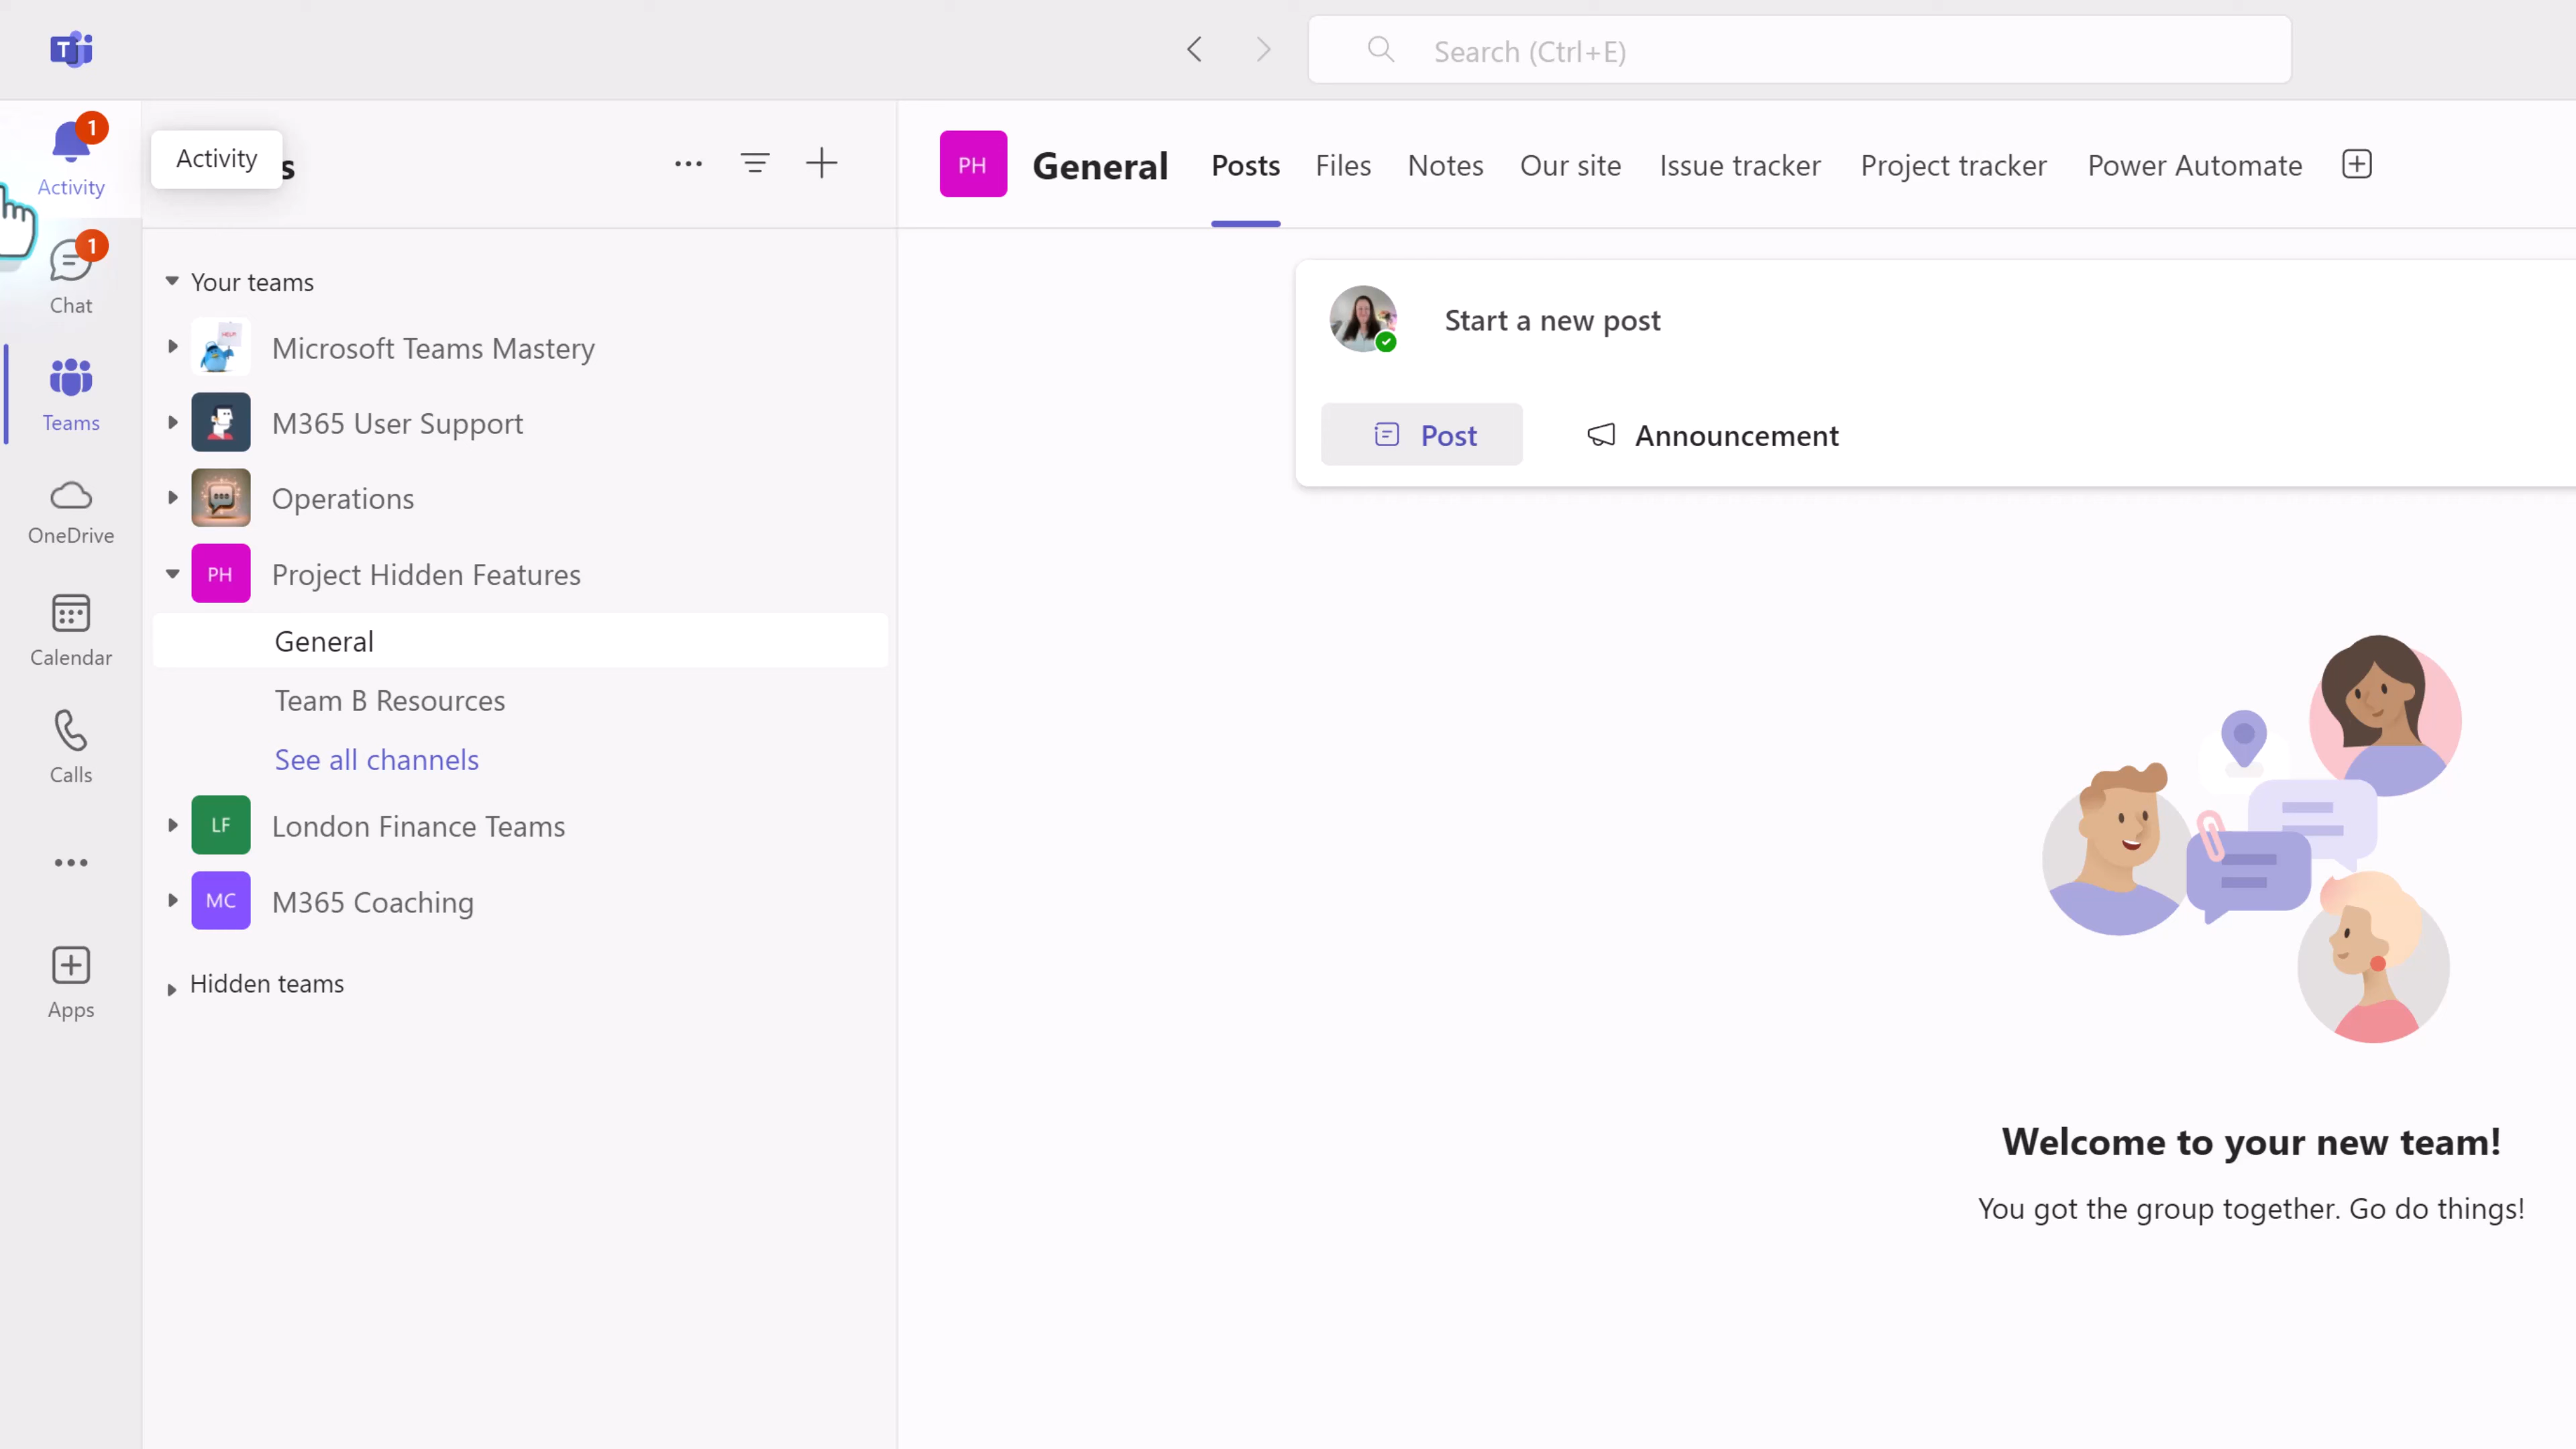 T
Search (Ctrl+E)
1
Activity
1
Chat
Teams
OneDrive
Calendar
Calls
Apps
Activity
s
Your teams
HELP!
Microsoft Teams Mastery
M365 User Support
Operations
PH
Project Hidden Features
General
Team B Resources
See all channels
LF
London Finance Teams
MC
M365 Coaching
Hidden teams
PH
General
Posts
Files
Notes
Our site
Issue tracker
Project tracker
Power Automate
Start a new post
Post
Announcement
Welcome to your new team!
You got the group together. Go do things!